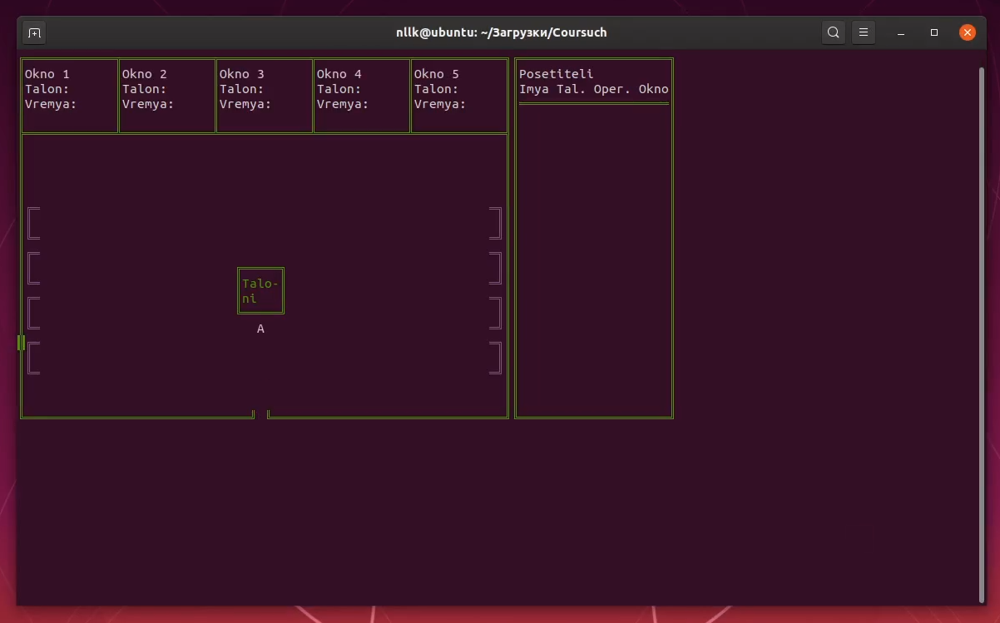 nllk@ubuntu: ~/Загрузки/Coursuch
Okno 1 Okno 2 Okno 3 Okno 4 Okno 5
Talon: Talon: Talon: Talon: Talon:
Vremya: Vremya: Vremya: Vremya: Vremya:
Posetiteli
Imya Tal. Oper. Okno
Talo-
ni
A